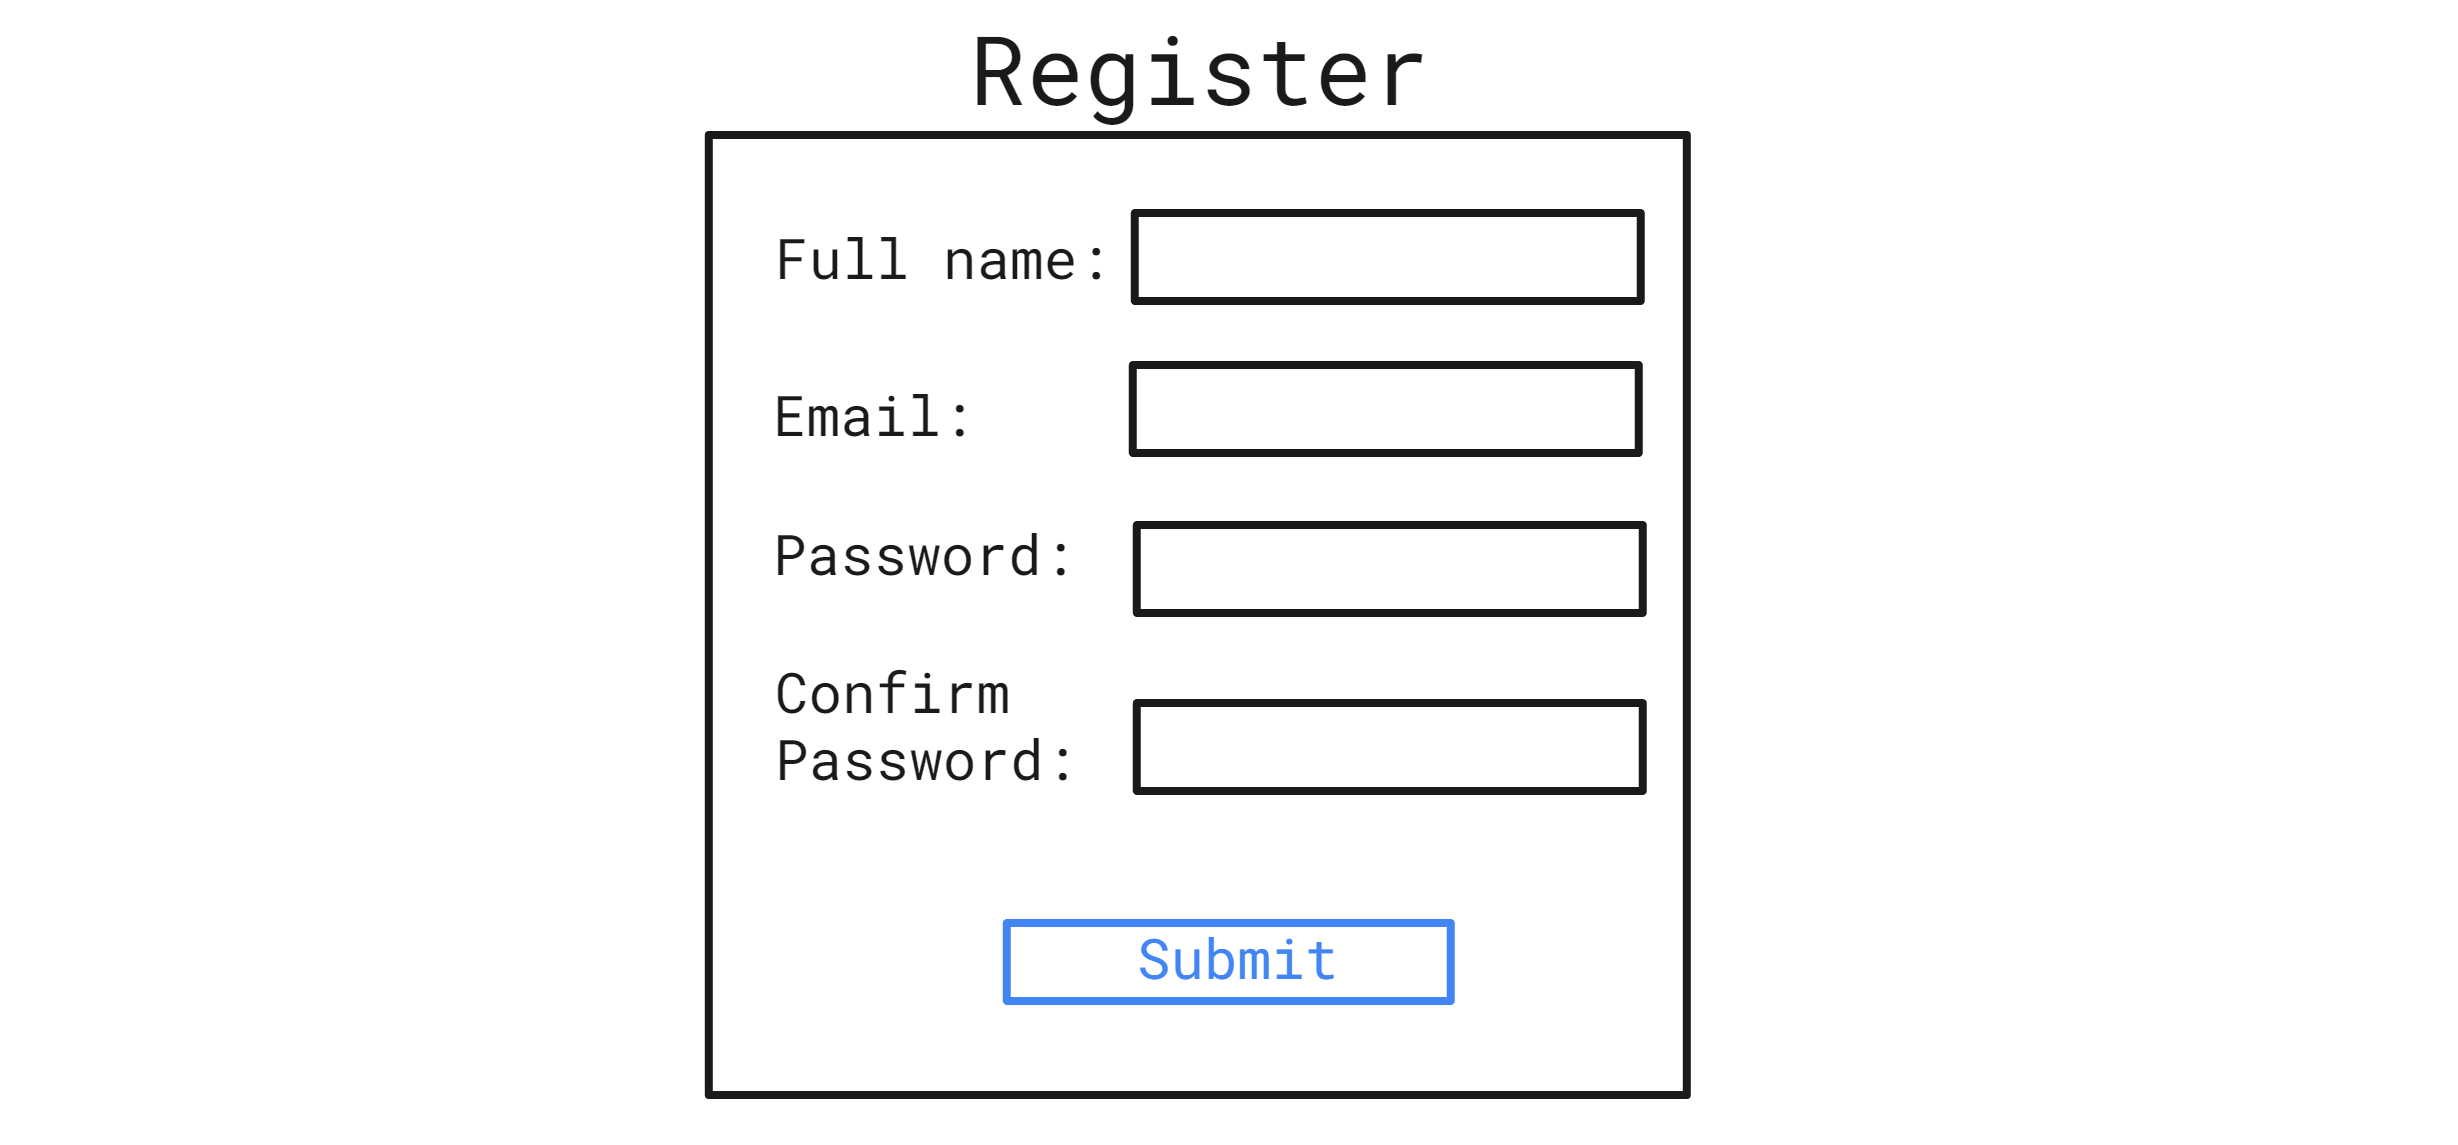 Register
Full name:
Email:
Password:
Confirm
Password:
Submit